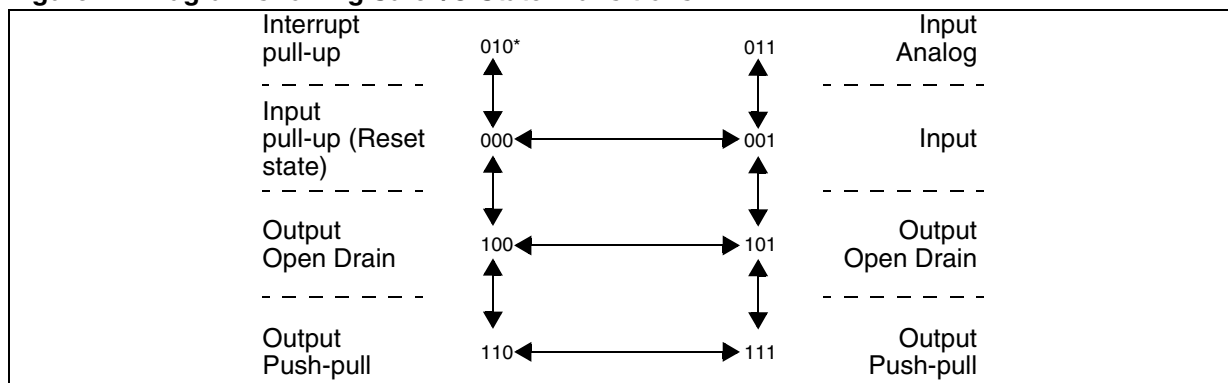 Interrupt
pull-up
010*
011
Input
Analog
Input
pull-up (Reset
state)
000
001
Input
Output
Open Drain
100
101
Output
Open Drain
Output
Push-pull
110
111
Output
Push-pull